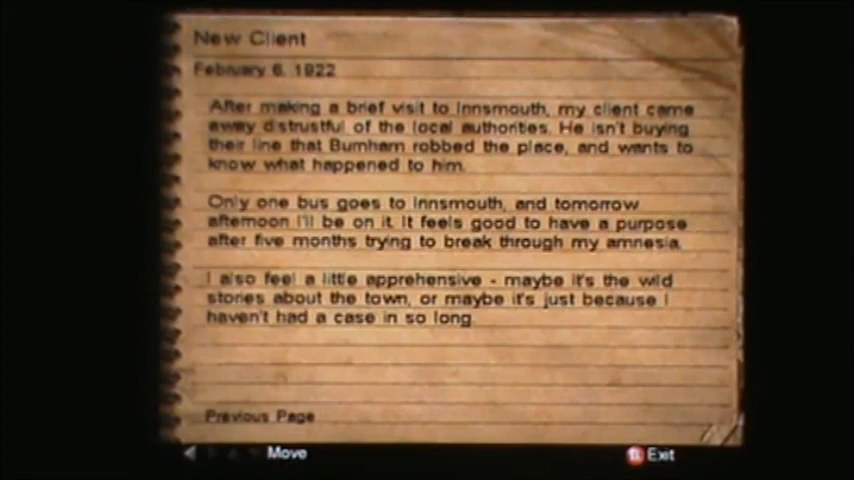 New Client
February 6, 1922
After making a brief visit to Innsmouth, my client came
away distrustful of the local authorities. He isn't buying
their line that Burnham robbed the place, and wants to
know what happened to him.
Only one bus goes to Innsmouth, and tomorrow
afternoon I'll be on it. It feels good to have a purpose
after five months trying to break through my amnesia.
I also feel a little apprehensive - maybe it's the wild
stories about the town, or maybe it's just because I
haven't had a case in so long.
Previous Page
Move
Exit